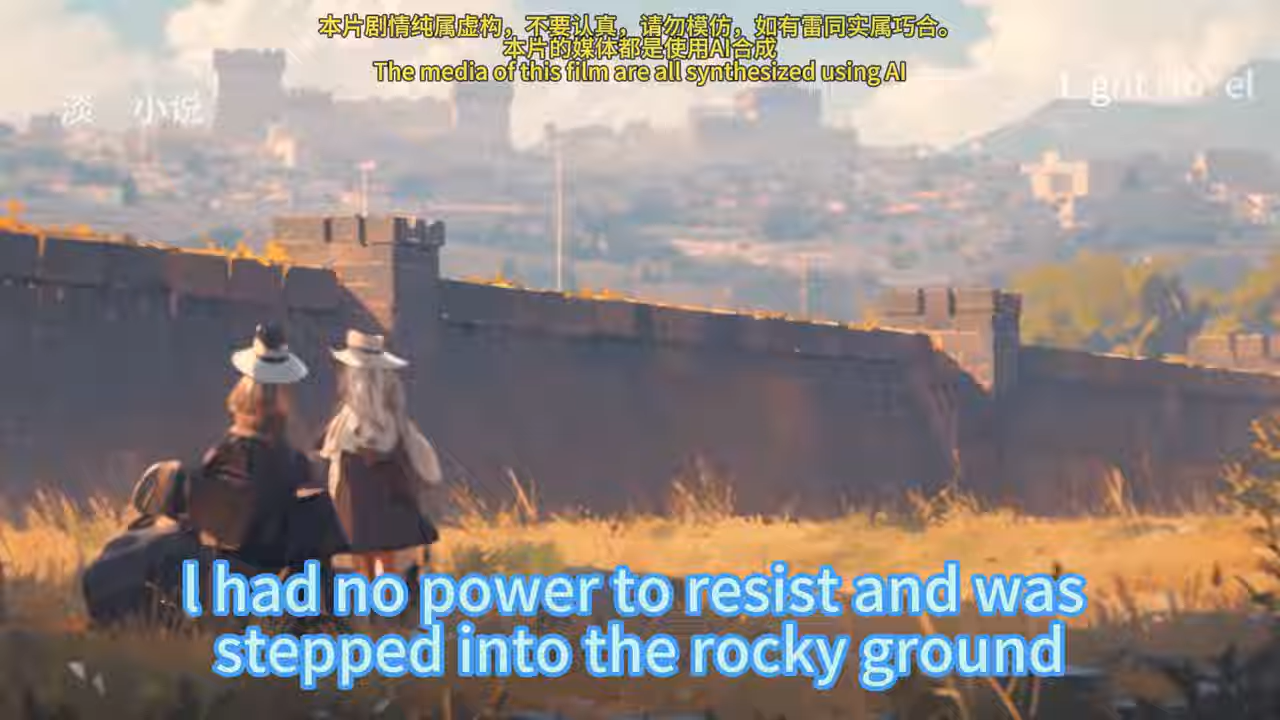 本片剧情纯属虚构，不要认真，请勿模仿，如有雷同实属巧合。
本片的媒体都是使用AI合成
The media of this film are all synthesized using AI
淡 小说
I had no power to resist and was
stepped into the rocky ground